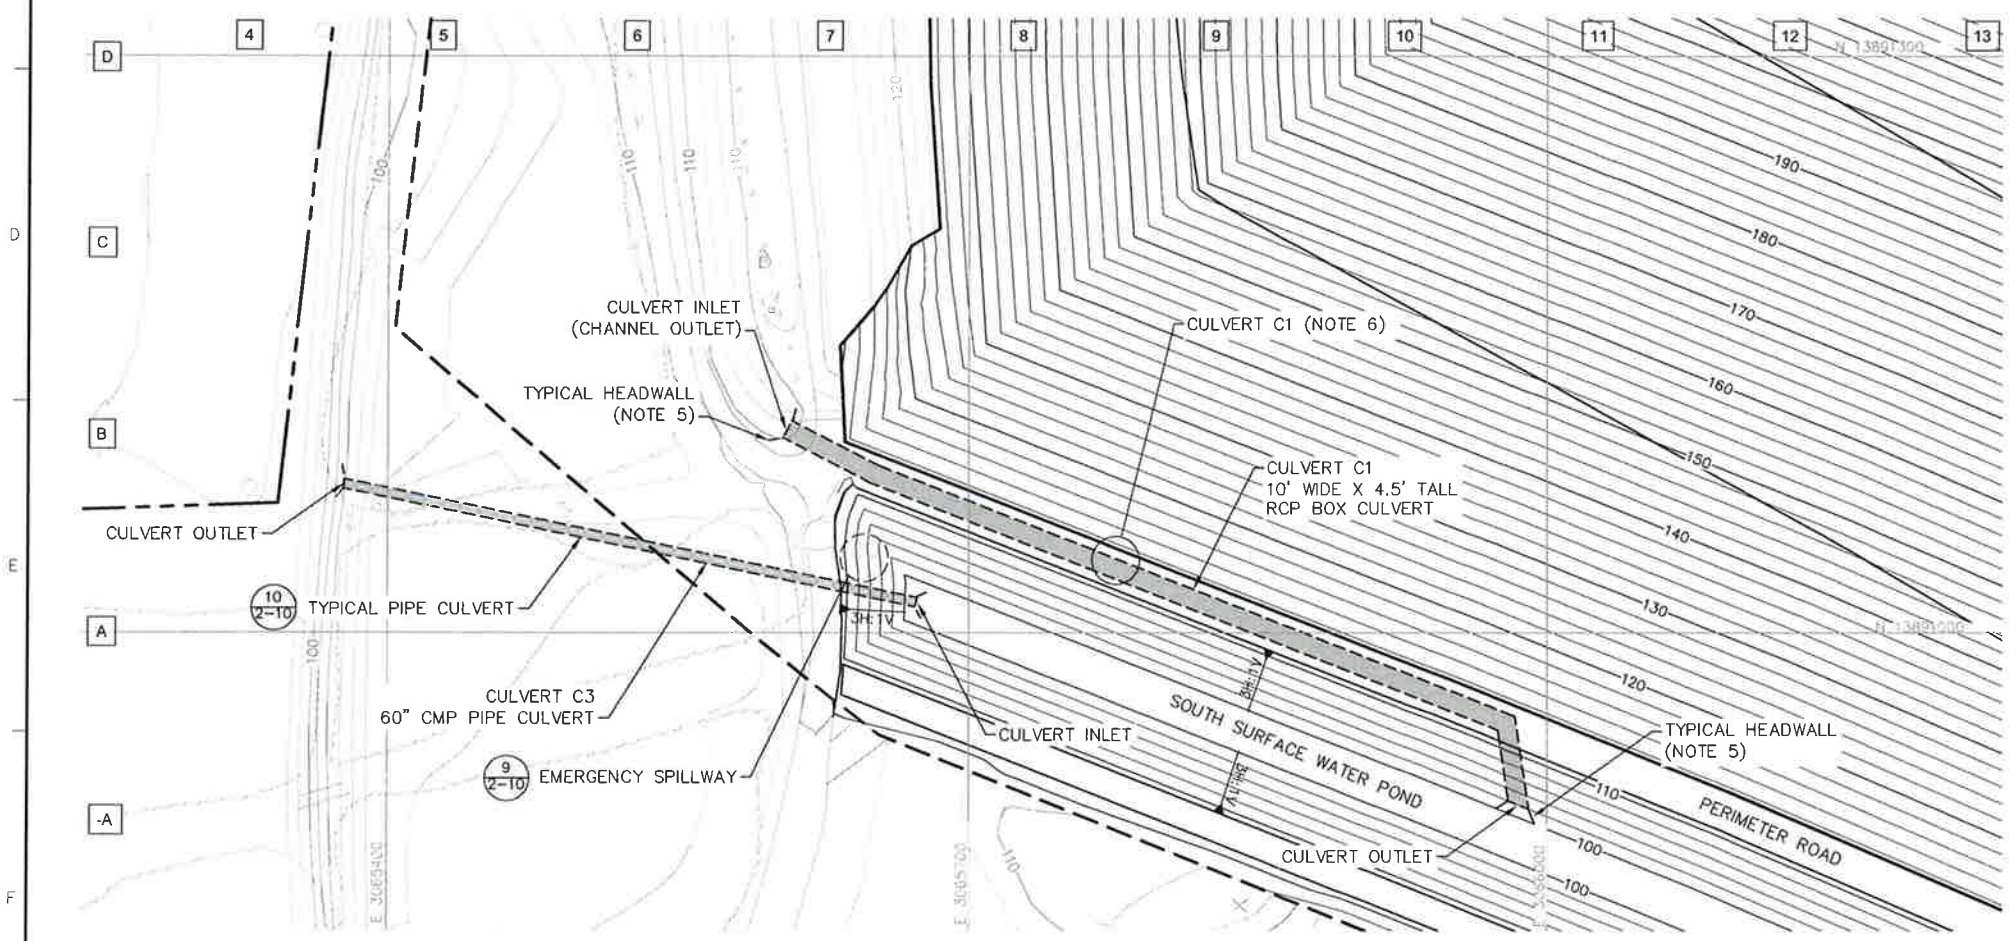 4
5
6
7
8
9
10
11
12
13
D
N 13891300
120
190
100
110
110
110
D
C
180
CULVERT INLET
(CHANNEL OUTLET)
170
CULVERT C1 (NOTE 6)
TYPICAL HEADWALL
(NOTE 5)
160
B
150
CULVERT C1
10' WIDE X 4.5' TALL
RCP BOX CULVERT
140
CULVERT OUTLET
E
10
2-10
TYPICAL PIPE CULVERT
130
3H:1V
A
N 13891000
100
120
3H:1V
CULVERT C3
60" CMP PIPE CULVERT
SOUTH SURFACE WATER POND
CULVERT INLET
TYPICAL HEADWALL
(NOTE 5)
9
2-10
EMERGENCY SPILLWAY
3H:1V
110
-A
PERIMETER ROAD
CULVERT OUTLET
100
110
100
E 3065400
E 3065700
E 3066000
F